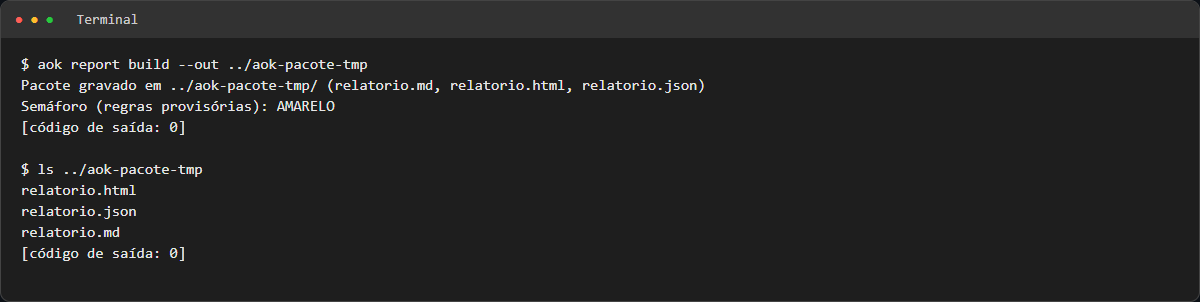 Terminal
$ aok report build --out ../aok-pacote-tmp
Pacote gravado em ../aok-pacote-tmp/ (relatorio.md, relatorio.html, relatorio.json)
Semáforo (regras provisórias): AMARELO
[código de saída: 0]
$ ls ../aok-pacote-tmp
relatorio.html
relatorio.json
relatorio.md
[código de saída: 0]